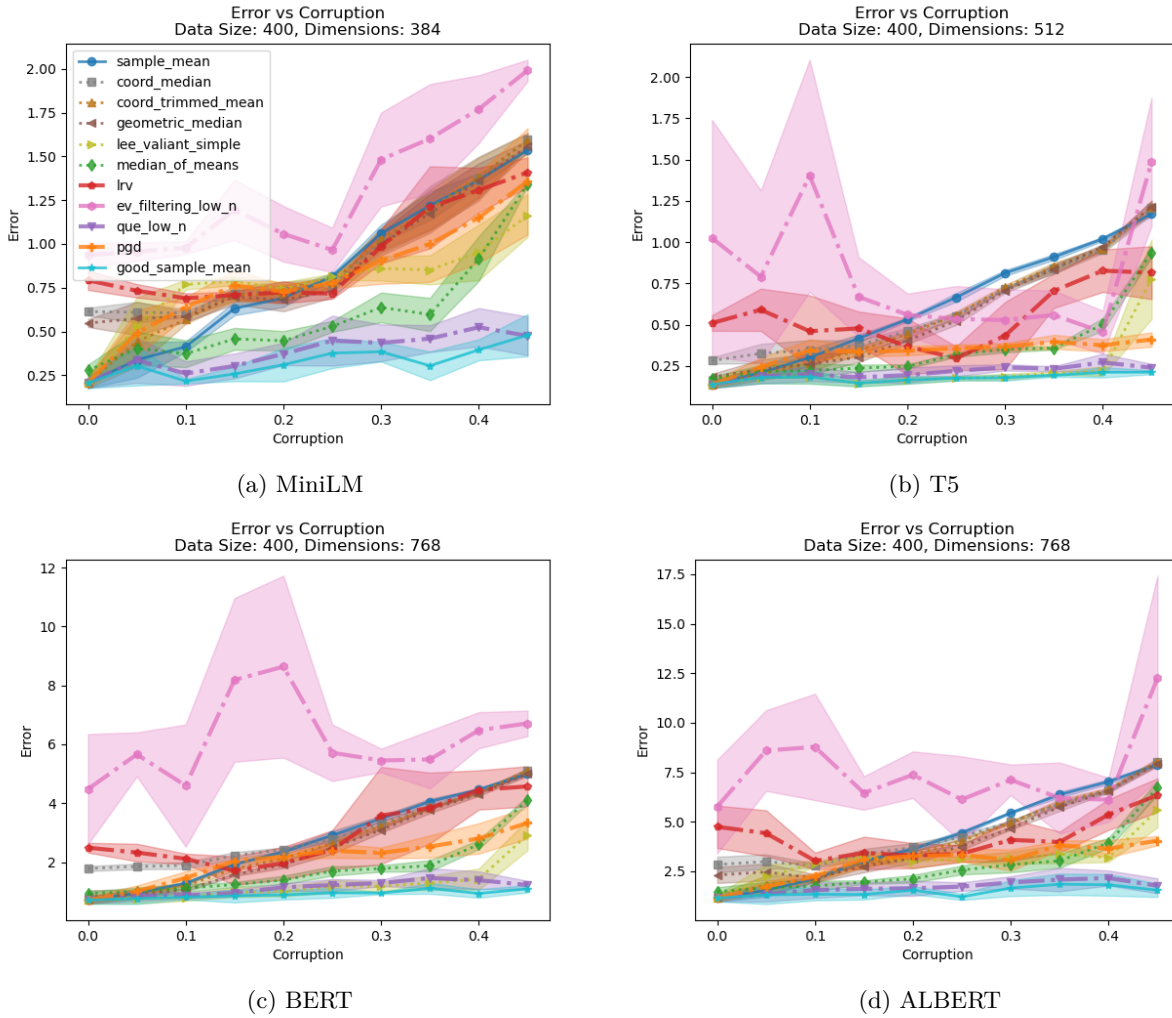 Error vs Corruption
Data Size: 400, Dimensions: 384
2.00
1.75
1.50
1.25
1.00
0.75
0.50
0.25
Error
sample_mean
coord_median
coord_trimmed_mean
geometric_median
lee_valiant_simple
median_of_means
lrv
ev_filtering_low_n
que_low_n
pgd
good_sample_mean
0.0 0.1 0.2 0.3 0.4
Corruption
(a) MiniLM
Error vs Corruption
Data Size: 400, Dimensions: 512
2.00
1.75
1.50
1.25
1.00
0.75
0.50
0.25
Error
0.0 0.1 0.2 0.3 0.4
Corruption
(b) T5
Error vs Corruption
Data Size: 400, Dimensions: 768
12
10
8
6
4
2
Error
0.0 0.1 0.2 0.3 0.4
Corruption
(c) BERT
Error vs Corruption
Data Size: 400, Dimensions: 768
17.5
15.0
12.5
10.0
7.5
5.0
2.5
Error
0.0 0.1 0.2 0.3 0.4
Corruption
(d) ALBERT